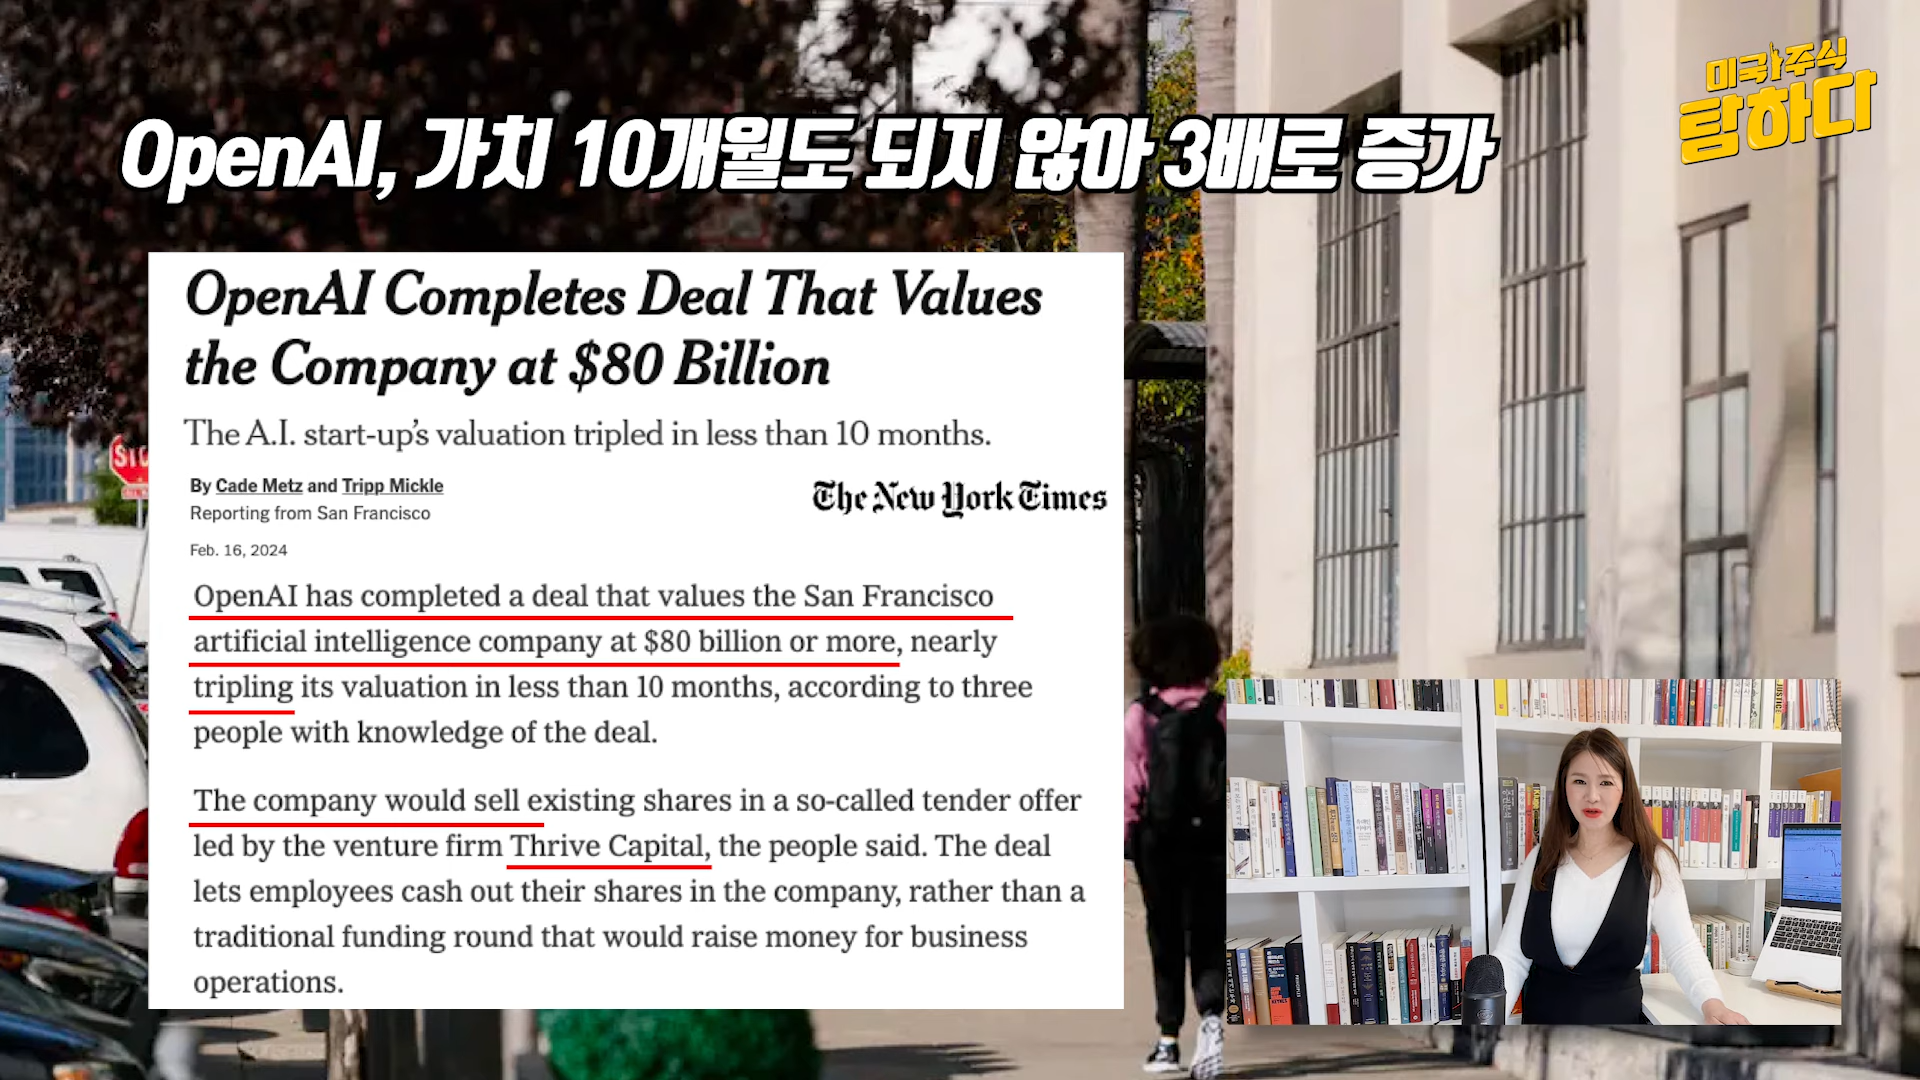 미국주식
탐하다
OpenAI, 가치 10개월도 되지 않아 3배로 증가
OpenAI Completes Deal That Values
the Company at $80 Billion
The A.I. start-up's valuation tripled in less than 10 months.
By Cade Metz and Tripp Mickle
Reporting from San Francisco
The New York Times
Feb. 16, 2024
OpenAI has completed a deal that values the San Francisco
artificial intelligence company at $80 billion or more, nearly
tripling its valuation in less than 10 months, according to three
people with knowledge of the deal.
The company would sell existing shares in a so-called tender offer
led by the venture firm Thrive Capital, the people said. The deal
lets employees cash out their shares in the company, rather than a
traditional funding round that would raise money for business
operations.
JUSTICE